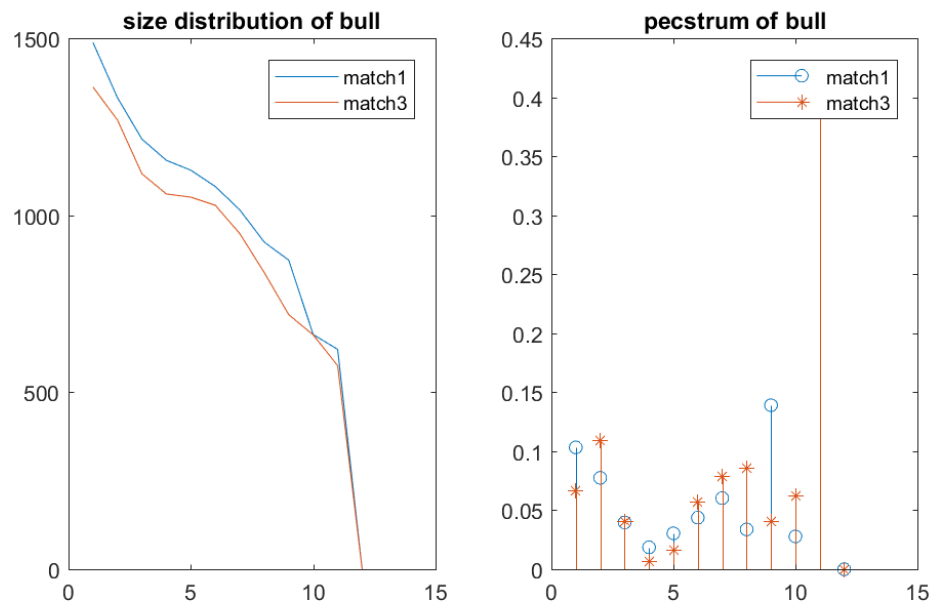 size distribution of bull
1500
1000
500
0
0 5 10 15
match1
match3
pecstrum of bull
0.45
0.4
0.35
0.3
0.25
0.2
0.15
0.1
0.05
0
0 5 10 15
match1
match3